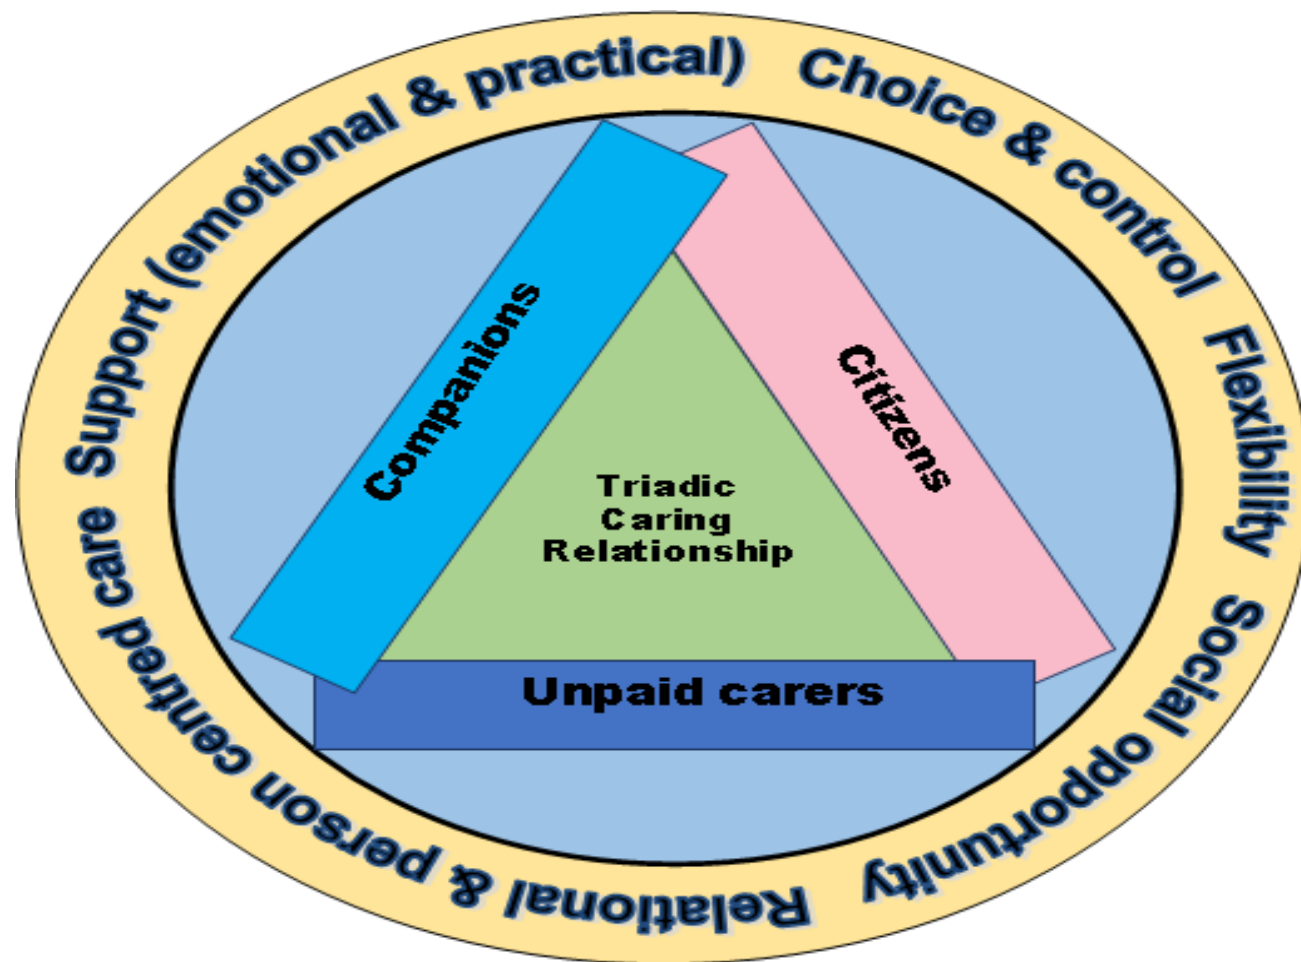 Support (emotional & practical)
Choice & control
Flexibility
Social opportunity
Relational & person centred care
Companions
Citizens
Triadic
Caring
Relationship
Unpaid carers